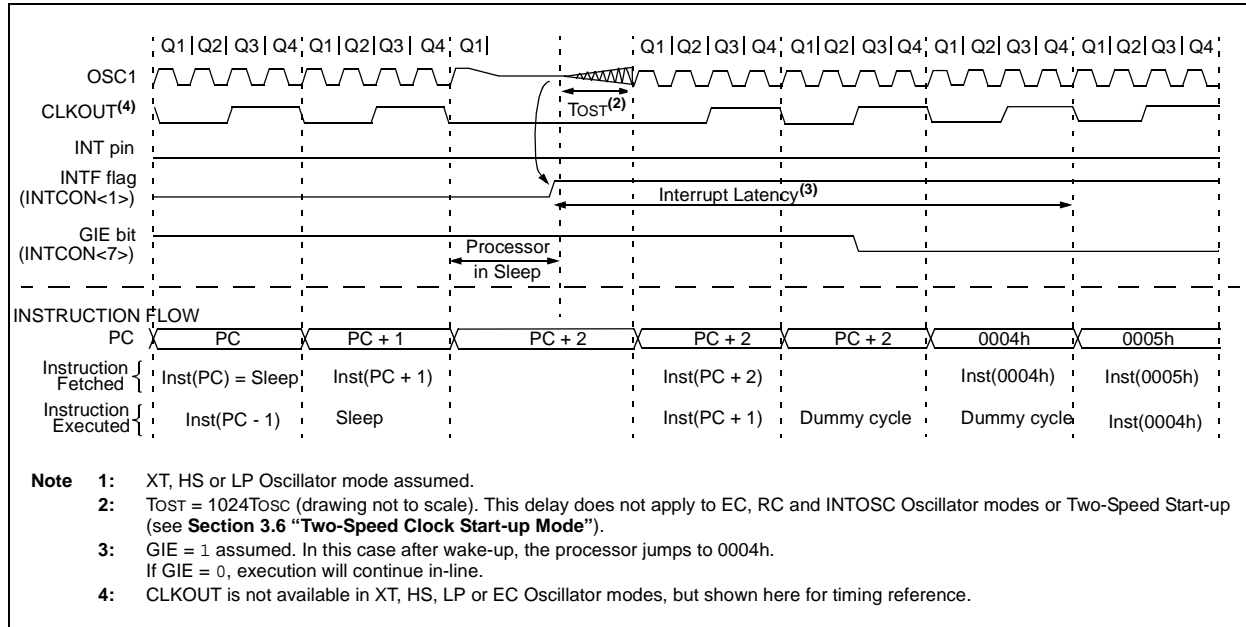 Q1 Q2 Q3 Q4 Q1 Q2 Q3 Q4 Q1 Q1 Q2 Q3 Q4 Q1 Q2 Q3 Q4 Q1 Q2 Q3 Q4 Q1 Q2 Q3 Q4
OSC1
TOST(2)
CLKOUT(4)
INT pin
INTF flag
(INTCON<1>)
Interrupt Latency(3)
GIE bit
(INTCON<7>)
Processor
in Sleep
INSTRUCTION FLOW
PC PC PC + 1 PC + 2 PC + 2 PC + 2 0004h 0005h
Instruction
Fetched
Inst(PC) = Sleep Inst(PC + 1) Inst(PC + 2) Inst(0004h) Inst(0005h)
Instruction
Executed
Inst(PC - 1) Sleep Inst(PC + 1) Dummy cycle Dummy cycle Inst(0004h)
Note 1: XT, HS or LP Oscillator mode assumed.
2: TOST = 1024TOSC (drawing not to scale). This delay does not apply to EC, RC and INTOSC Oscillator modes or Two-Speed Start-up
(see Section 3.6 “Two-Speed Clock Start-up Mode”).
3: GIE = 1 assumed. In this case after wake-up, the processor jumps to 0004h.
If GIE = 0, execution will continue in-line.
4: CLKOUT is not available in XT, HS, LP or EC Oscillator modes, but shown here for timing reference.